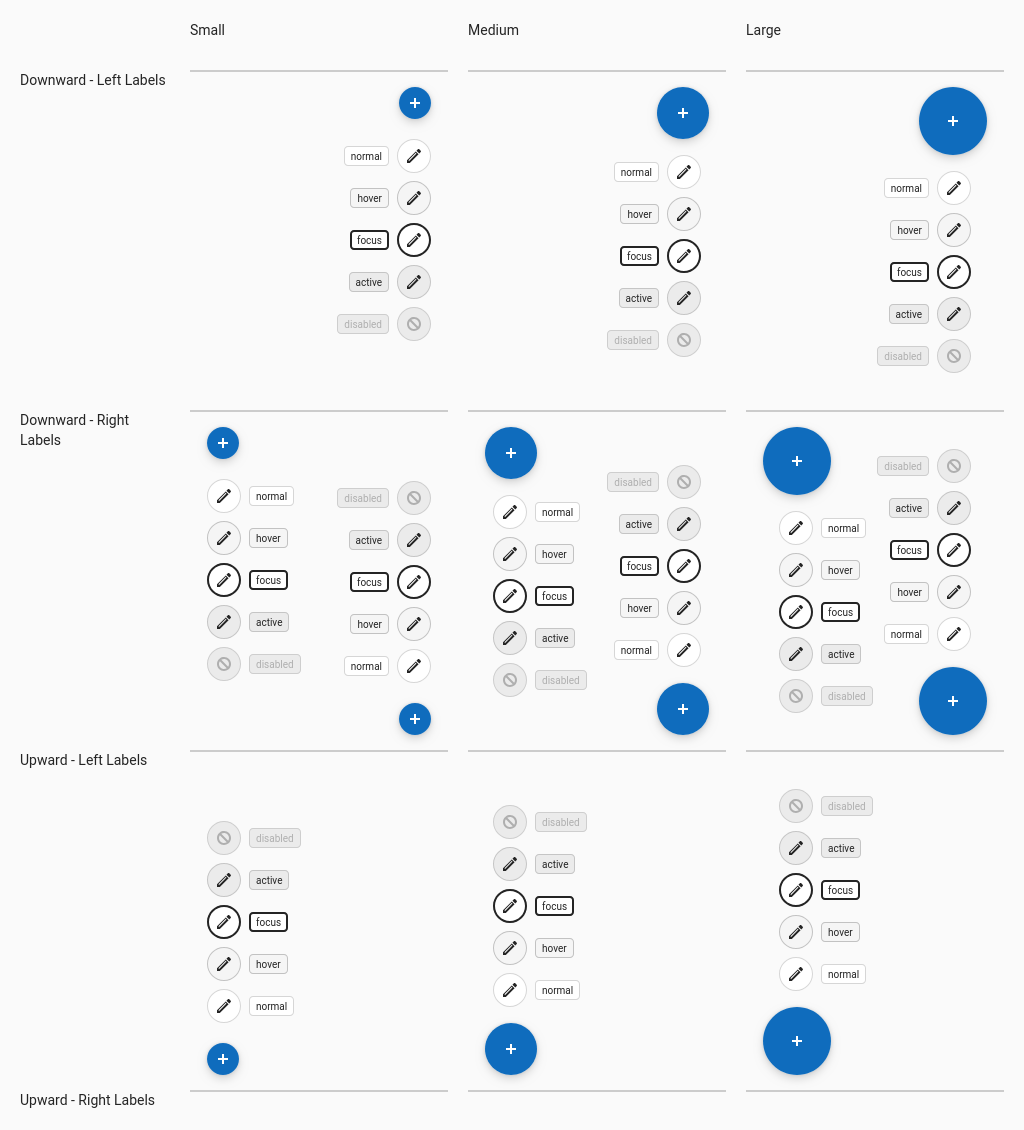 Small
Medium
Large
Downward - Left Labels
normal
hover
focus
active
disabled
normal
hover
focus
active
disabled
normal
hover
focus
active
disabled
Downward - Right
Labels
normal
hover
focus
active
disabled
disabled
active
focus
hover
normal
normal
hover
focus
active
disabled
disabled
active
focus
hover
normal
normal
hover
focus
active
disabled
disabled
active
focus
hover
normal
Upward - Left Labels
disabled
active
focus
hover
normal
disabled
active
focus
hover
normal
disabled
active
focus
hover
normal
Upward - Right Labels